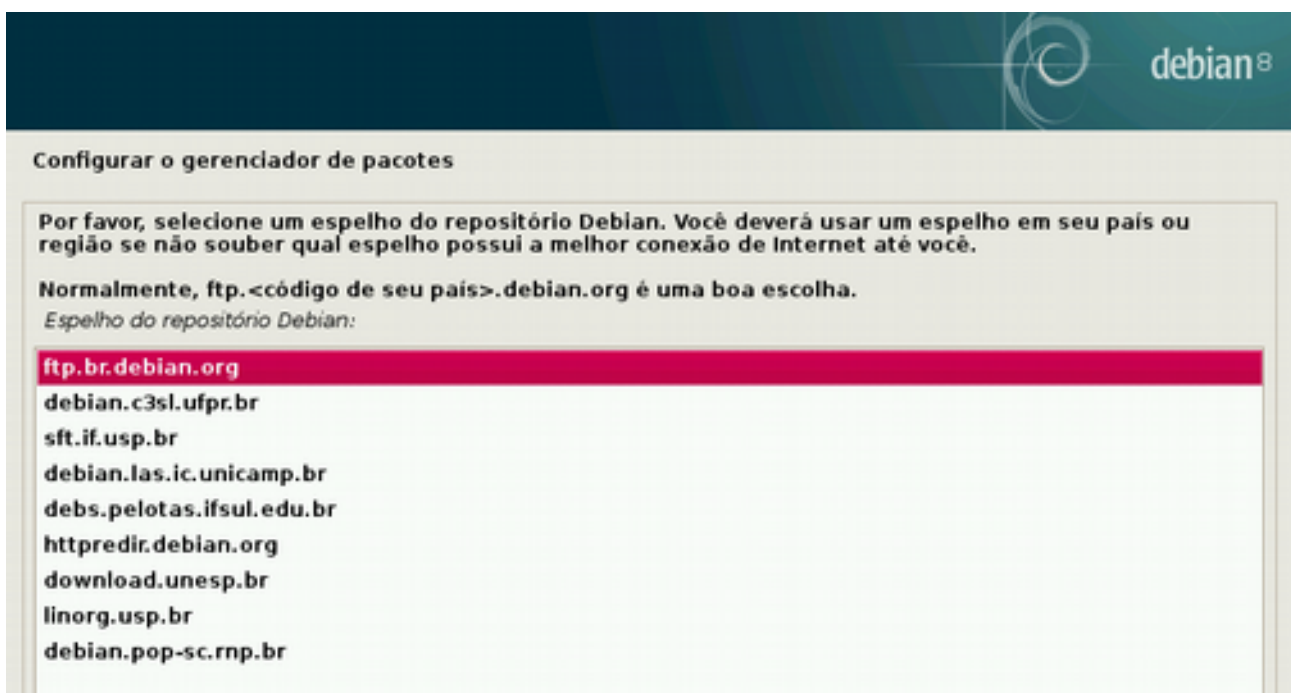 debian 8
Configurar o gerenciador de pacotes
Por favor, selecione um espelho do repositório Debian. Você deverá usar um espelho em seu país ou
região se não souber qual espelho possui a melhor conexão de Internet até você.
Normalmente, ftp.<código de seu país>.debian.org é uma boa escolha.
Espelho do repositório Debian:
ftp.br.debian.org
debian.c3sl.ufpr.br
sft.if.usp.br
debian.las.ic.unicamp.br
debs.pelotas.ifsul.edu.br
httpredir.debian.org
download.unesp.br
linorg.usp.br
debian.pop-sc.rnp.br